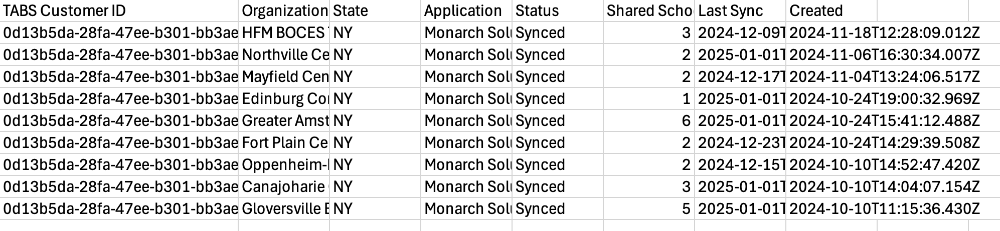 TABS Customer ID Organization State Application Status Shared Scho Last Sync Created
0d13b5da-28fa-47ee-b301-bb3ae HFM BOCES NY Monarch Sol Synced 3 2024-12-09T 2024-11-18T12:28:09.012Z
0d13b5da-28fa-47ee-b301-bb3ae Northville Ce NY Monarch Sol Synced 2 2025-01-01T 2024-11-06T16:30:34.007Z
0d13b5da-28fa-47ee-b301-bb3ae Mayfield Cen NY Monarch Sol Synced 2 2024-12-17T 2024-11-04T13:24:06.517Z
0d13b5da-28fa-47ee-b301-bb3ae Edinburg Co NY Monarch Sol Synced 1 2025-01-01T 2024-10-24T19:00:32.969Z
0d13b5da-28fa-47ee-b301-bb3ae Greater Amst NY Monarch Sol Synced 6 2025-01-01T 2024-10-24T15:41:12.488Z
0d13b5da-28fa-47ee-b301-bb3ae Fort Plain Ce NY Monarch Sol Synced 2 2024-12-23T 2024-10-24T14:29:39.508Z
0d13b5da-28fa-47ee-b301-bb3ae Oppenheim- NY Monarch Sol Synced 2 2024-12-15T 2024-10-10T14:52:47.420Z
0d13b5da-28fa-47ee-b301-bb3ae Canajoharie NY Monarch Sol Synced 3 2025-01-01T 2024-10-10T14:04:07.154Z
0d13b5da-28fa-47ee-b301-bb3ae Gloversville NY Monarch Sol Synced 5 2025-01-01T 2024-10-10T11:15:36.430Z